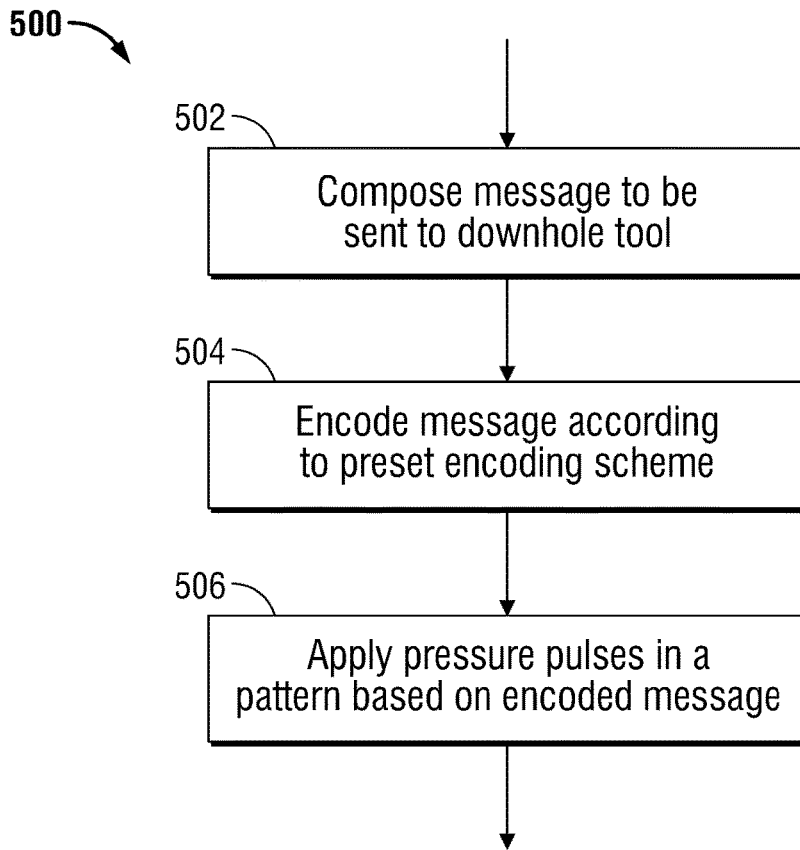 500
502
Compose message to be
sent to downhole tool
504
Encode message according
to preset encoding scheme
506
Apply pressure pulses in a
pattern based on encoded message